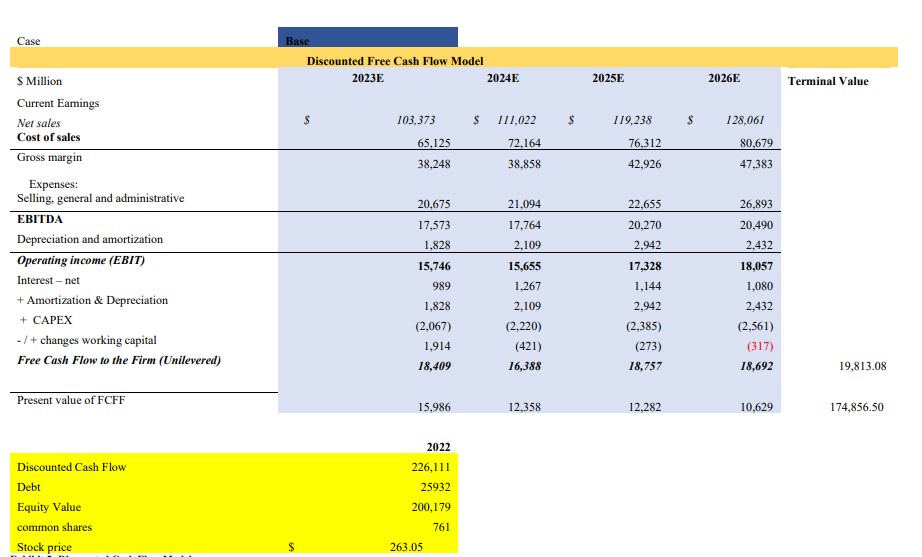 Case Base
Discounted Free Cash Flow Model
$ Million 2023E 2024E 2025E 2026E Terminal Value
Current Earnings
Net sales $ 103,373 $ 111,022 $ 119,238 $ 128,061
Cost of sales 65,125 72,164 76,312 80,679
Gross margin 38,248 38,858 42,926 47,383
Expenses:
Selling, general and administrative 20,675 21,094 22,655 26,893
EBITDA 17,573 17,764 20,270 20,490
Depreciation and amortization 1,828 2,109 2,942 2,432
Operating income (EBIT) 15,746 15,655 17,328 18,057
Interest – net 989 1,267 1,144 1,080
+ Amortization & Depreciation 1,828 2,109 2,942 2,432
+ CAPEX (2,067) (2,220) (2,385) (2,561)
- / + changes working capital 1,914 (421) (273) (317)
Free Cash Flow to the Firm (Unilevered) 18,409 16,388 18,757 18,692 19,813.08
Present value of FCFF 15,986 12,358 12,282 10,629 174,856.50
2022
Discounted Cash Flow 226,111
Debt 25932
Equity Value 200,179
common shares 761
Stock price $ 263.05